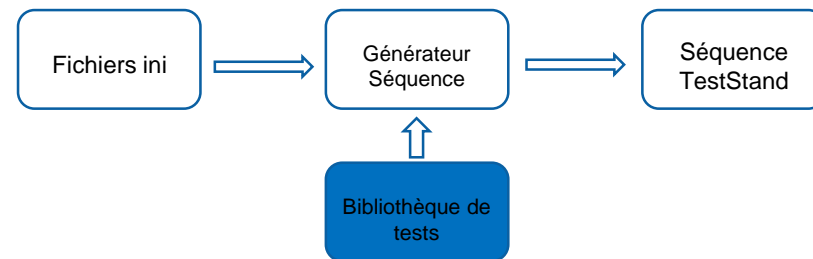 Fichiers ini
Générateur
Séquence
Séquence
TestStand
Bibliothèque de
tests